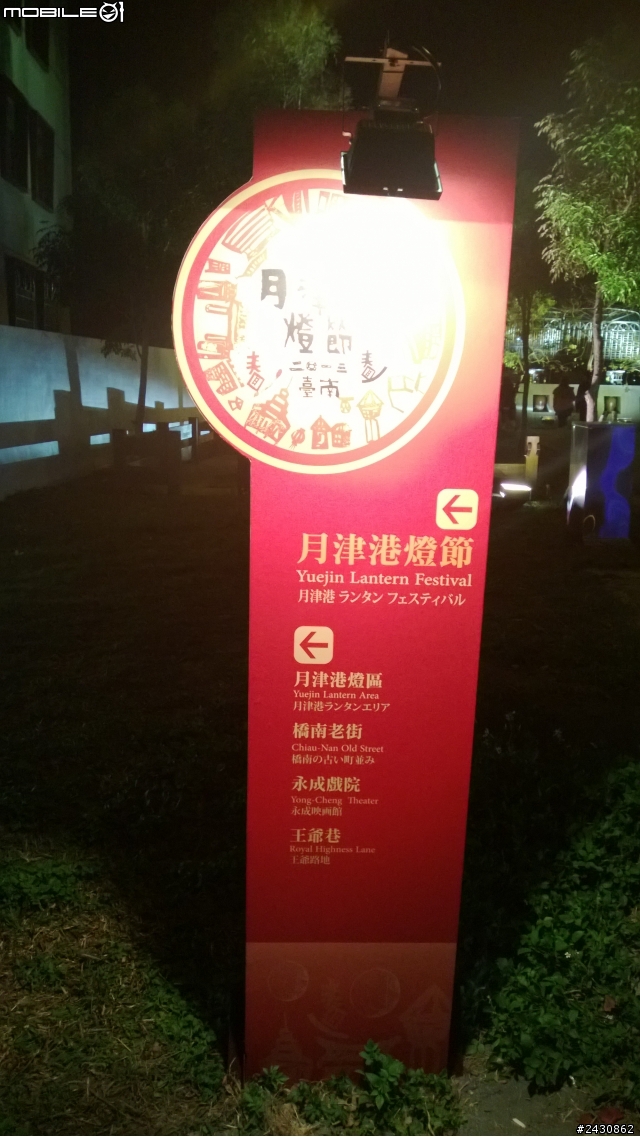 MOBILE01
月
燈節
二〇一三
臺南
月津港燈節
Yuejin Lantern Festival
月津港 ランタン フェスティバル
月津港燈區
Yuejin Lantern Area
月津港ランタンエリア
橋南老街
Chiau-Nan Old Street
橋南の古い町並み
永成戲院
Yong-Cheng Theater
永成映画館
王爺巷
Royal Highness Lane
王爺路地
#2430862